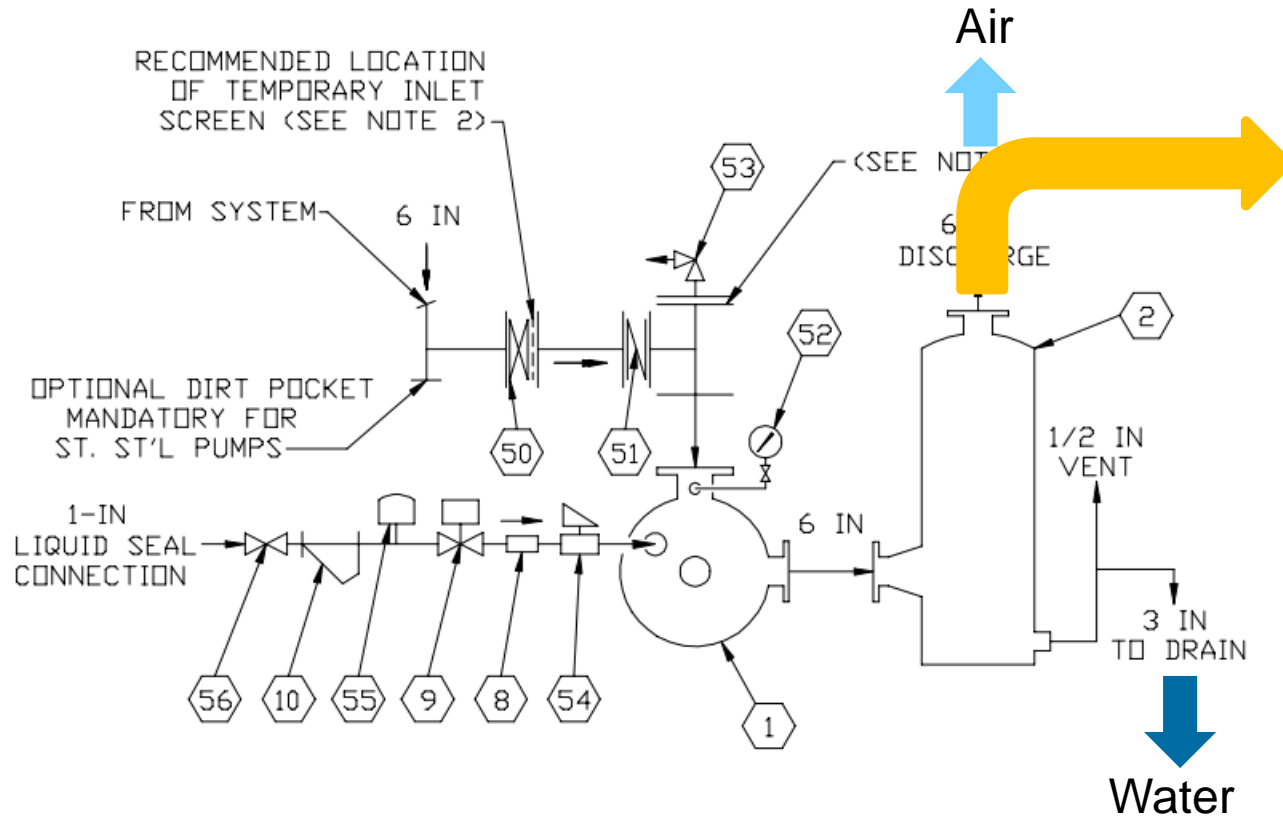 Air
RECOMMENDED LOCATION
OF TEMPORARY INLET
SCREEN (SEE NOTE 2)
53
(SEE
FROM SYSTEM
6 IN
6
2
52
OPTIONAL DIRT POCKET
MANDATORY FOR
ST. ST'L PUMPS
50
51
1/2 IN
VENT
1-IN
LIQUID SEAL
CONNECTION
6 IN
3 IN
TO DRAIN
56
10
55
9
8
54
1
Water